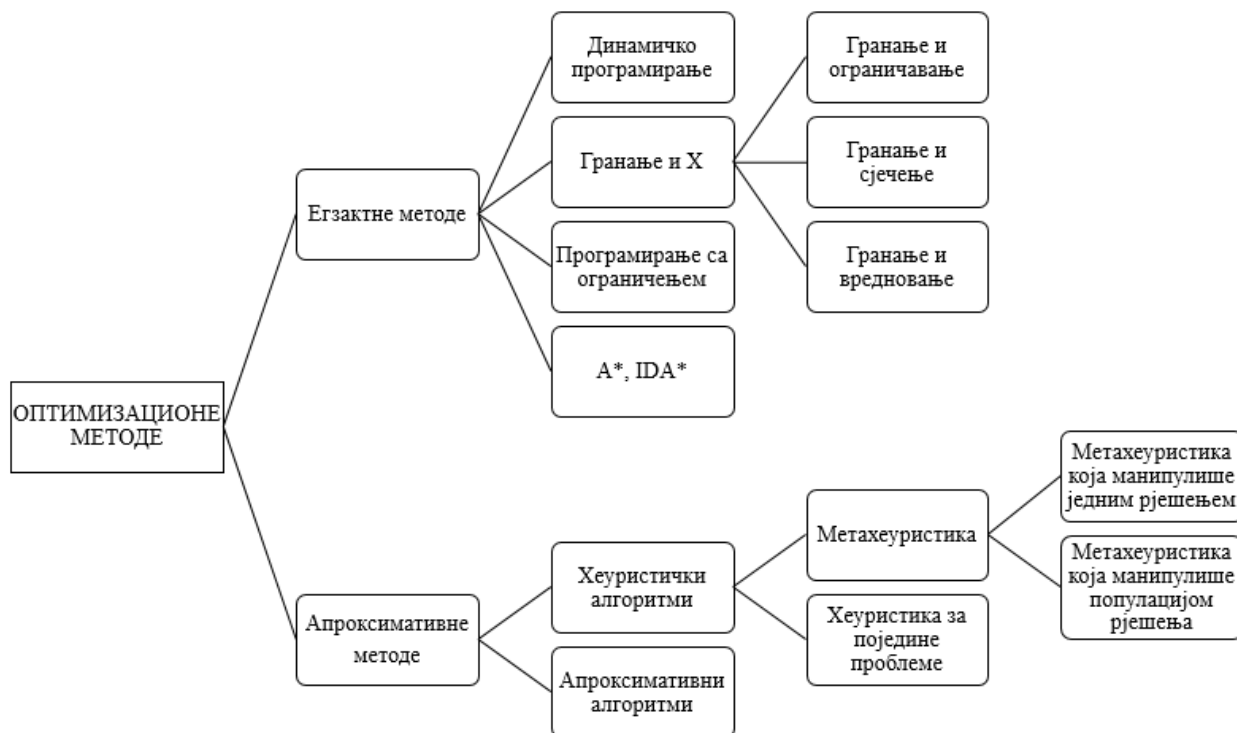 ОПТИМИЗАЦИОНЕ
МЕТОДЕ
Егзактне методе
Динамичко
програмирање
Гранање и X
Гранање и
ограничавање
Гранање и
сјечење
Гранање и
вредновање
Програмирање са
ограничењем
A*, IDA*
Апроксимативне
методе
Хеуристички
алгоритми
Метахеуристика
Метахеуристика
која манипулише
једним рјешењем
Метахеуристика
која манипулише
популацијом
рјешења
Хеуристика за
поједине
проблеме
Апроксимативни
алгоритми